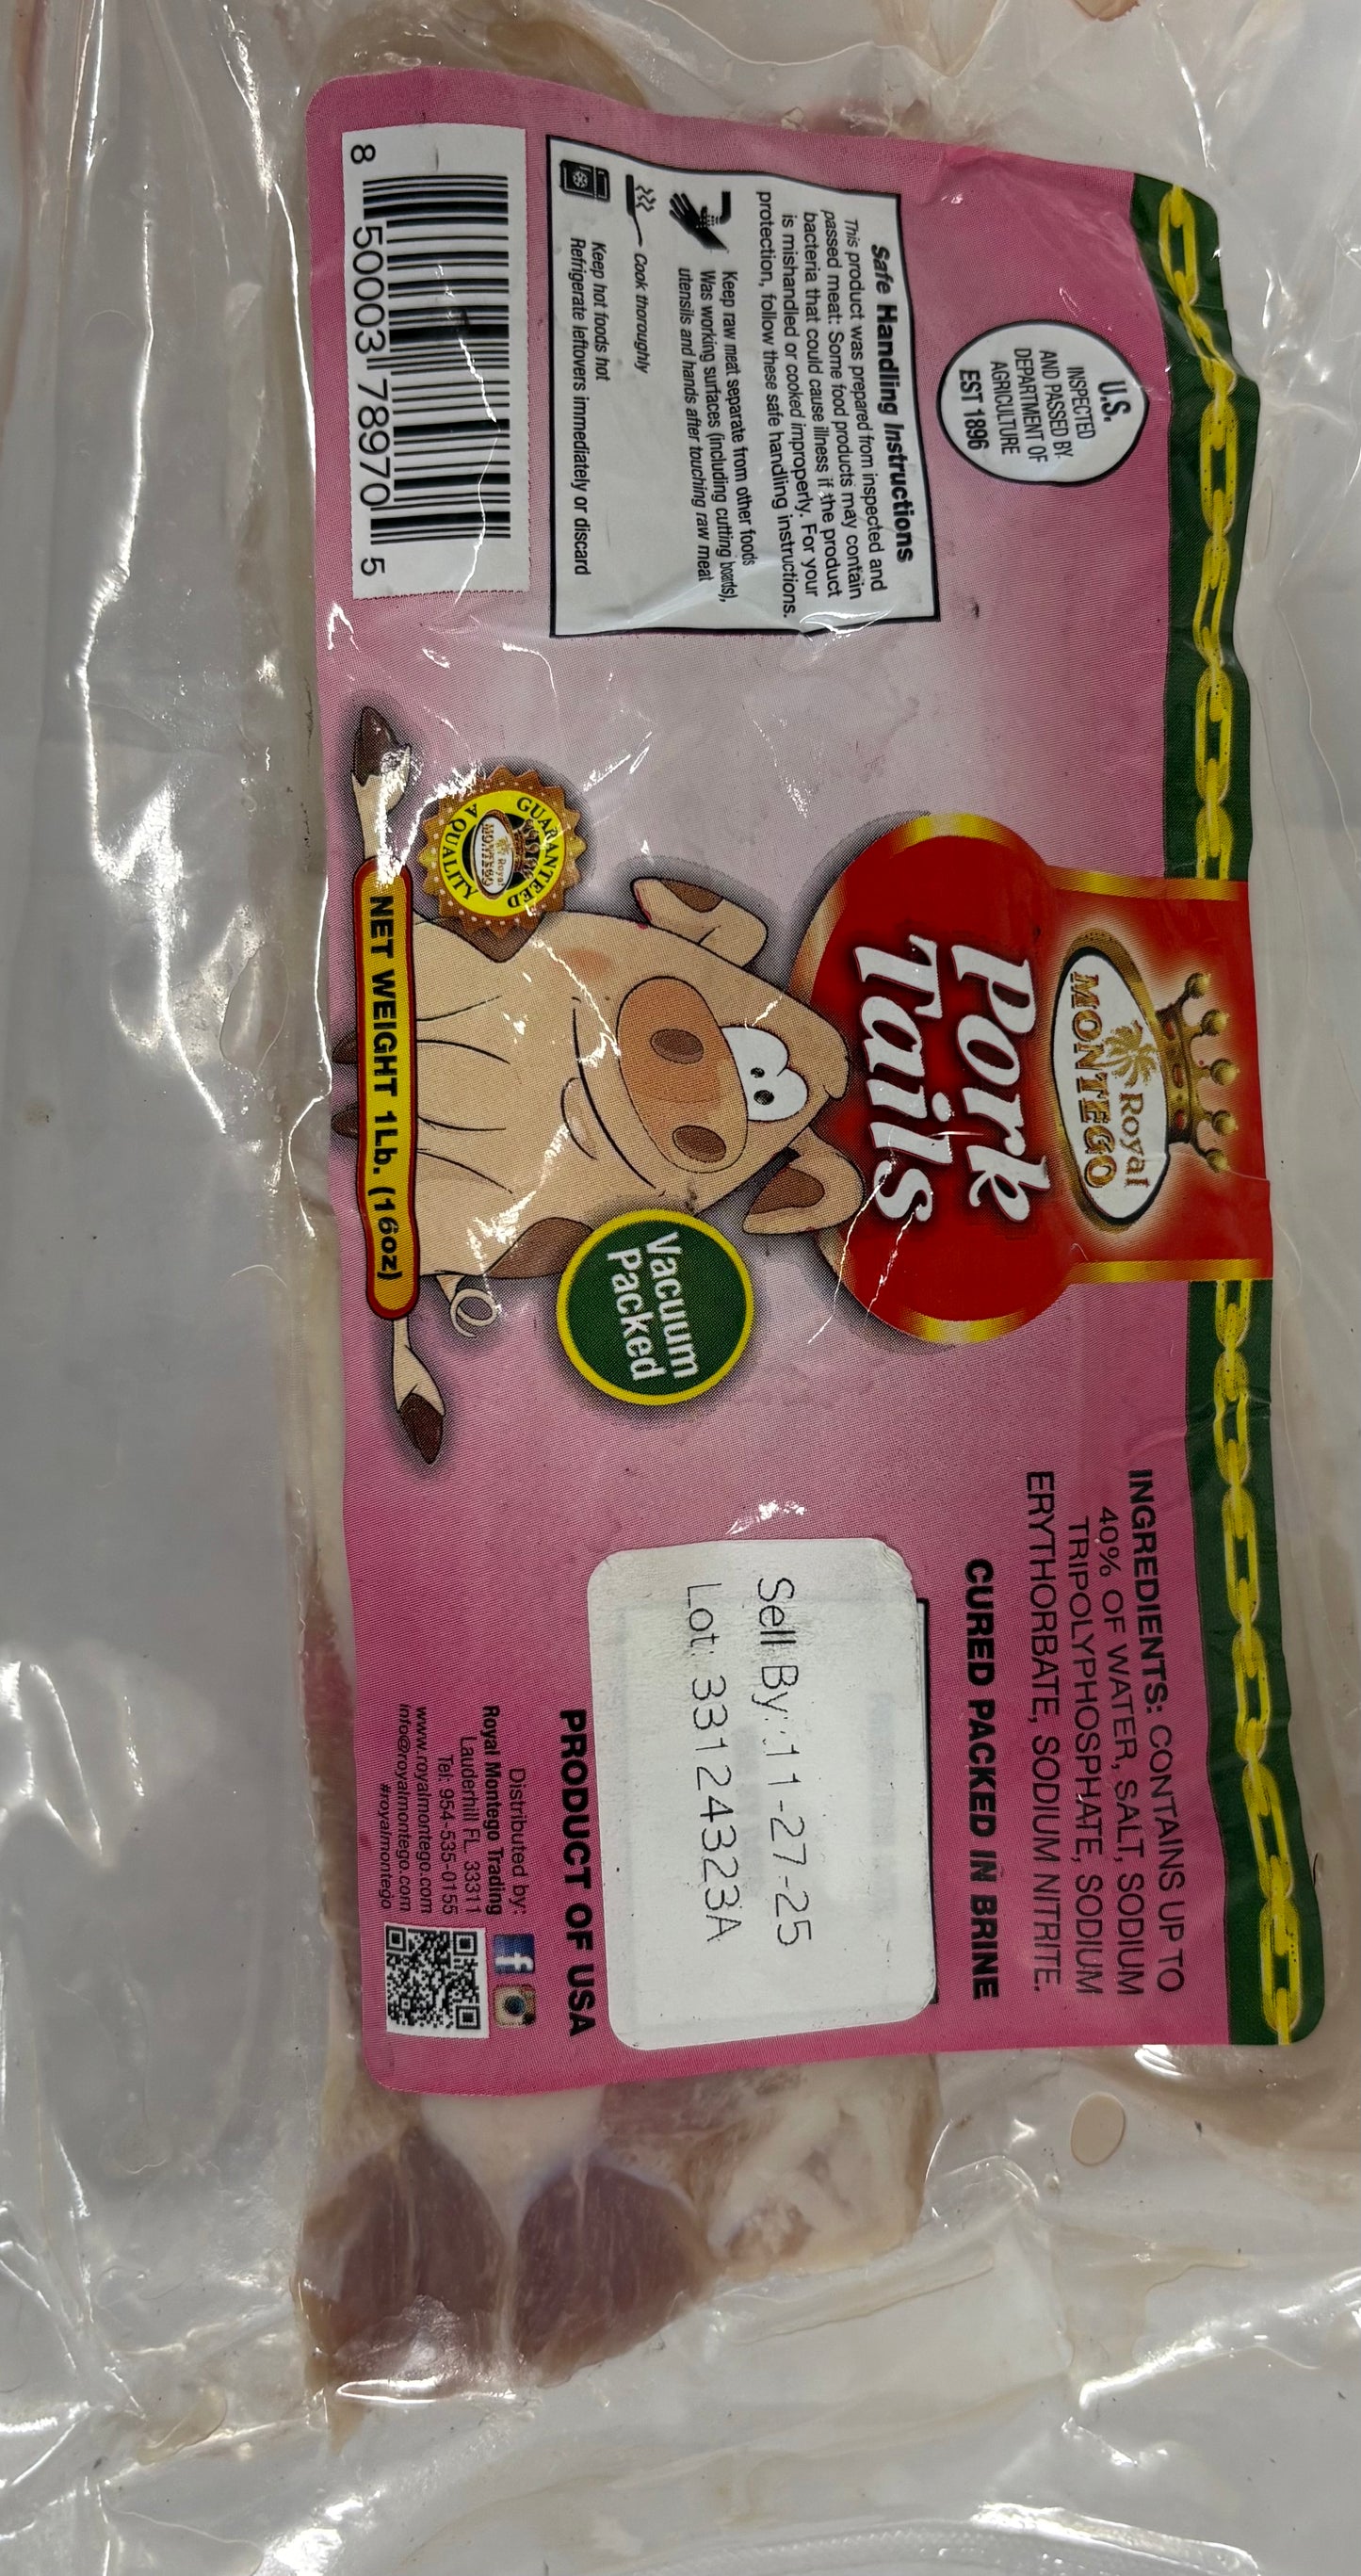 Royal
MONTEGO
Pork
Tails
U.S.
INSPECTED
AND PASSED BY
DEPARTMENT OF
AGRICULTURE
EST 1896
Safe Handling Instructions
This product was prepared from inspected and
passed meat: Some food products may contain
bacteria that could cause illness if the product
is mishandled or cooked improperly. For your
protection, follow these safe handling instructions.
Keep raw meat separate from other foods
Was working surfaces (including cutting boards),
utensils and hands after touching raw meat
Cook thoroughly
Keep hot foods hot
Refrigerate leftovers immediately or discard
8 50003 78970 5
GUARANTEED
Royal
MONTEGO
A QUALITY
NET WEIGHT 1Lb. (16oz)
Vacuum
Packed
INGREDIENTS: CONTAINS UP TO
40% OF WATER, SALT, SODIUM
TRIPOLYPHOSPHATE, SODIUM
ERYTHORBATE, SODIUM NITRITE.
CURED PACKED IN BRINE
Sell By: 11-27-25
Lot: 33124323A
PRODUCT OF USA
Distributed by:
Royal Montego Trading
Lauderhill FL 33311
Tel: 954-535-0155
www.royalmontego.com
info@royalmontego.com
#royalmontego